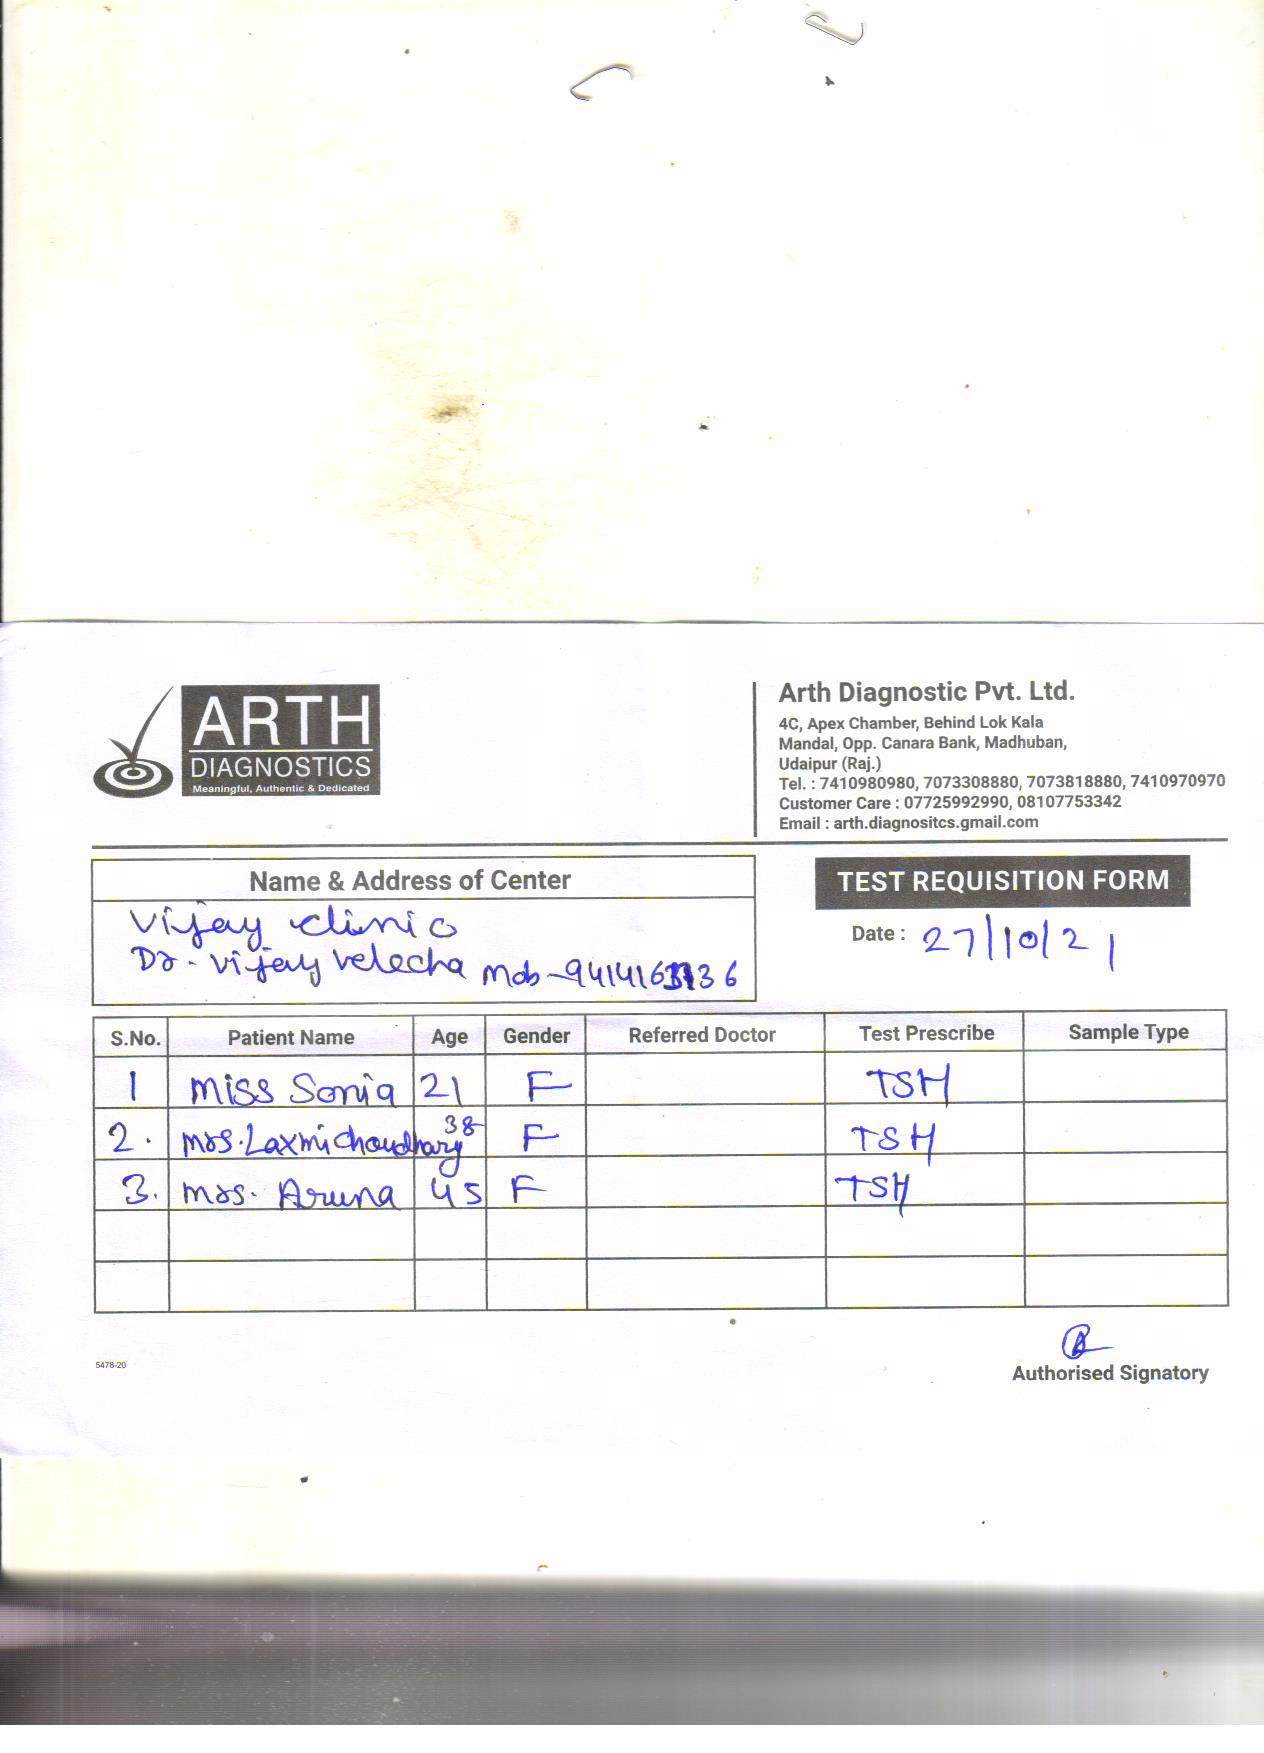 ARTH
DIAGNOSTICS
Meaningful, Authentic & Dedicated
Arth Diagnostic Pvt. Ltd.
4C, Apex Chamber, Behind Lok Kala
Mandal, Opp. Canara Bank, Madhuban,
Udaipur (Raj.)
Tel. : 7410980980, 7073308880, 7073818880, 7410970970
Customer Care : 07725992990, 08107753342
Email : arth.diagnositcs.gmail.com
Name & Address of Center
Vijay clinic
Dr. Vijay Velecha Mob -
TEST REQUISITION FORM
Date : 27/10/21
S.No. Patient Name Age Gender Referred Doctor Test Prescribe Sample Type
1 Miss Sonia 21 F TSH
2. Mrs. Laxmi Choudhary 38 F TSH
3. Mrs. Aruna 45 F TSH
5478-20
Authorised Signatory